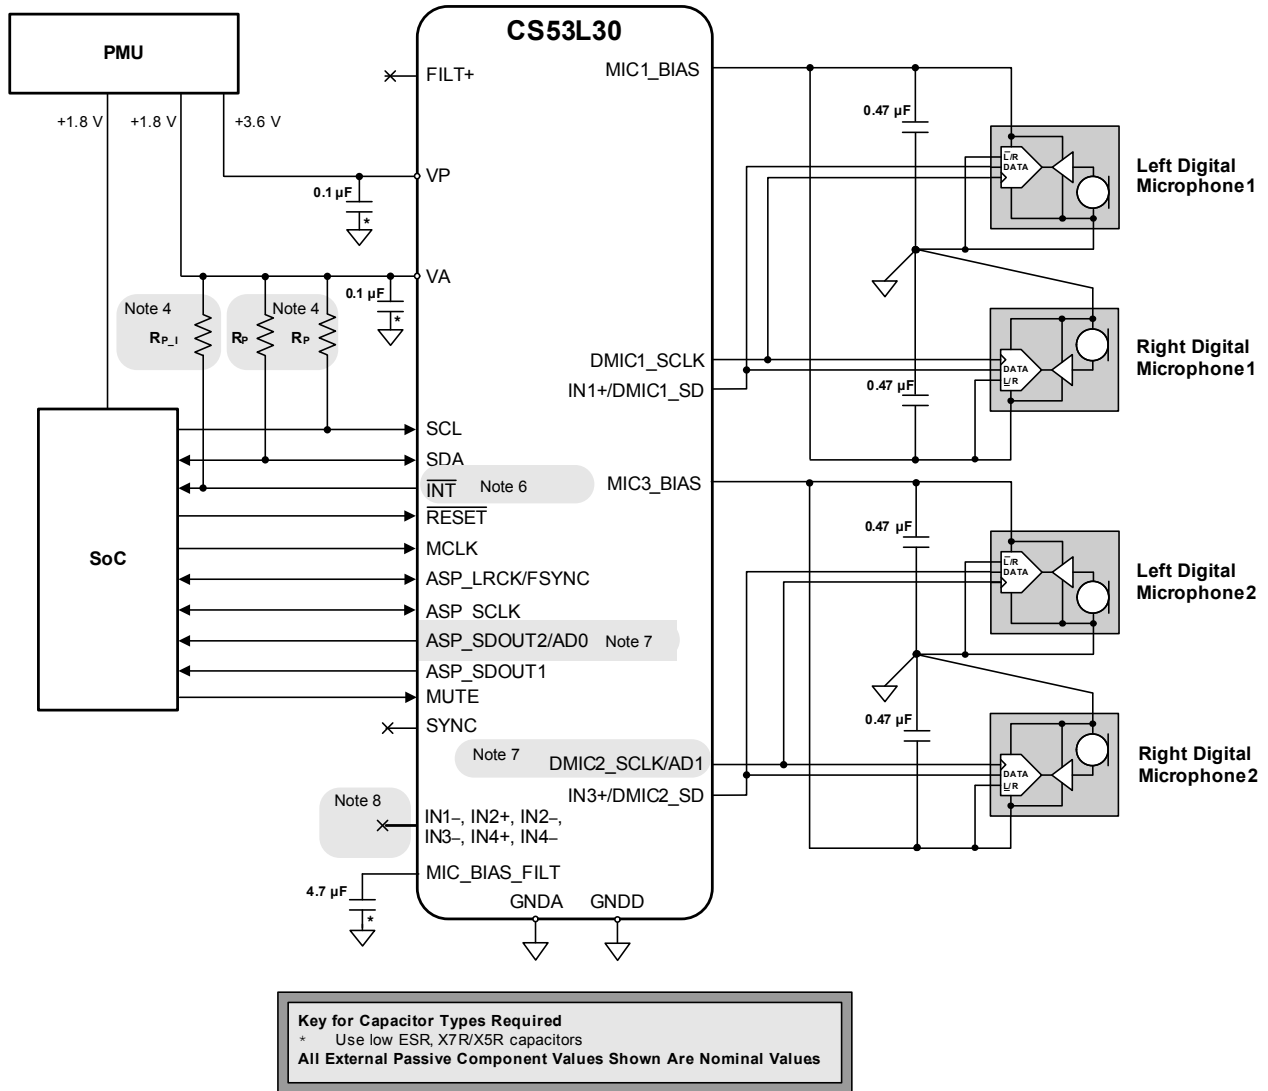 CS53L30
PMU
+1.8 V
+1.8 V
+3.6 V
FILT+
MIC1_BIAS
0.47 µF
L̅/R
DATA
Left Digital
Microphone1
VP
0.1 µF
*
VA
0.1 µF
*
Note 4
RP_I
Note 4
RP
RP
DMIC1_SCLK
IN1+/DMIC1_SD
0.47 µF
DATA
L̅/R
Right Digital
Microphone1
SoC
SCL
SDA
I̅N̅T̅
Note 6
R̅E̅S̅E̅T̅
MCLK
ASP_LRCK/FSYNC
ASP_SCLK
ASP_SDOUT2/AD0
Note 7
ASP_SDOUT1
MUTE
SYNC
MIC3_BIAS
0.47 µF
L̅/R
DATA
Left Digital
Microphone2
Note 7
DMIC2_SCLK/AD1
IN3+/DMIC2_SD
0.47 µF
DATA
L̅/R
Right Digital
Microphone2
Note 8
IN1–, IN2+, IN2–,
IN3–, IN4+, IN4–
MIC_BIAS_FILT
4.7 µF
*
GNDA
GNDD
Key for Capacitor Types Required
* Use low ESR, X7R/X5R capacitors
All External Passive Component Values Shown Are Nominal Values